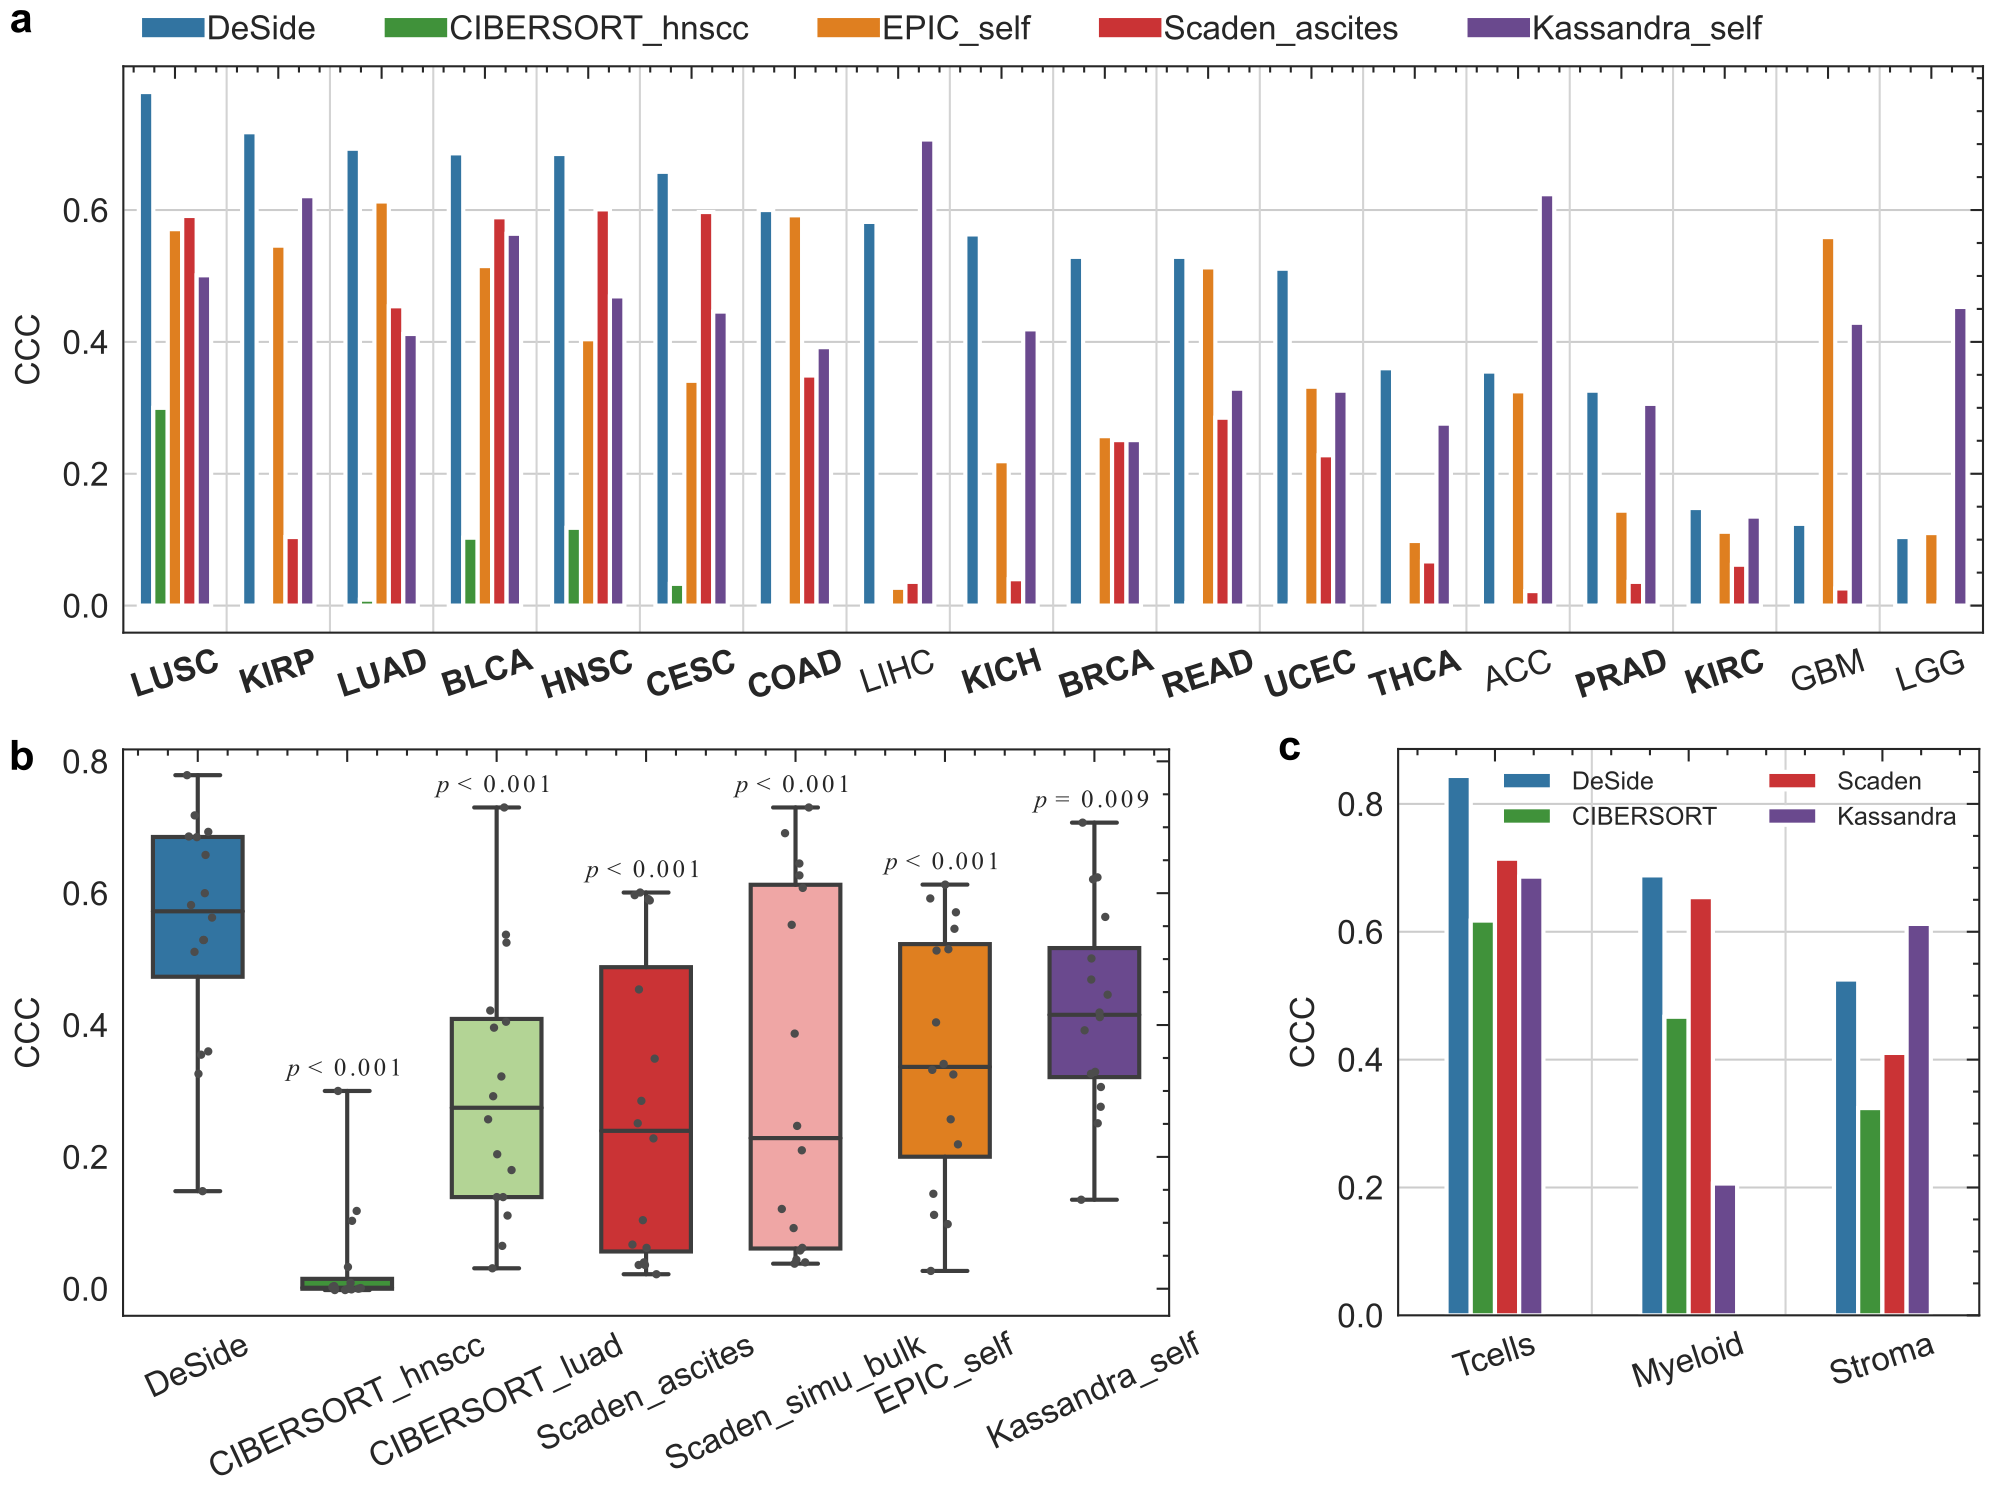 a
DeSide CIBERSORT_hnscc EPIC_self Scaden_ascites Kassandra_self
CCC
0.6
0.4
0.2
0.0
LUSC KIRP LUAD BLCA HNSC CESC COAD LIHC KICH BRCA READ UCEC THCA ACC PRAD KIRC GBM LGG
b
CCC
0.8
0.6
0.4
0.2
0.0
p < 0.001
p < 0.001
p < 0.001
p < 0.001
p < 0.001
p = 0.009
DeSide CIBERSORT_hnscc CIBERSORT_luad Scaden_ascites Scaden_simu_bulk EPIC_self Kassandra_self
c
DeSide Scaden
CIBERSORT Kassandra
CCC
0.8
0.6
0.4
0.2
0.0
Tcells Myeloid Stroma